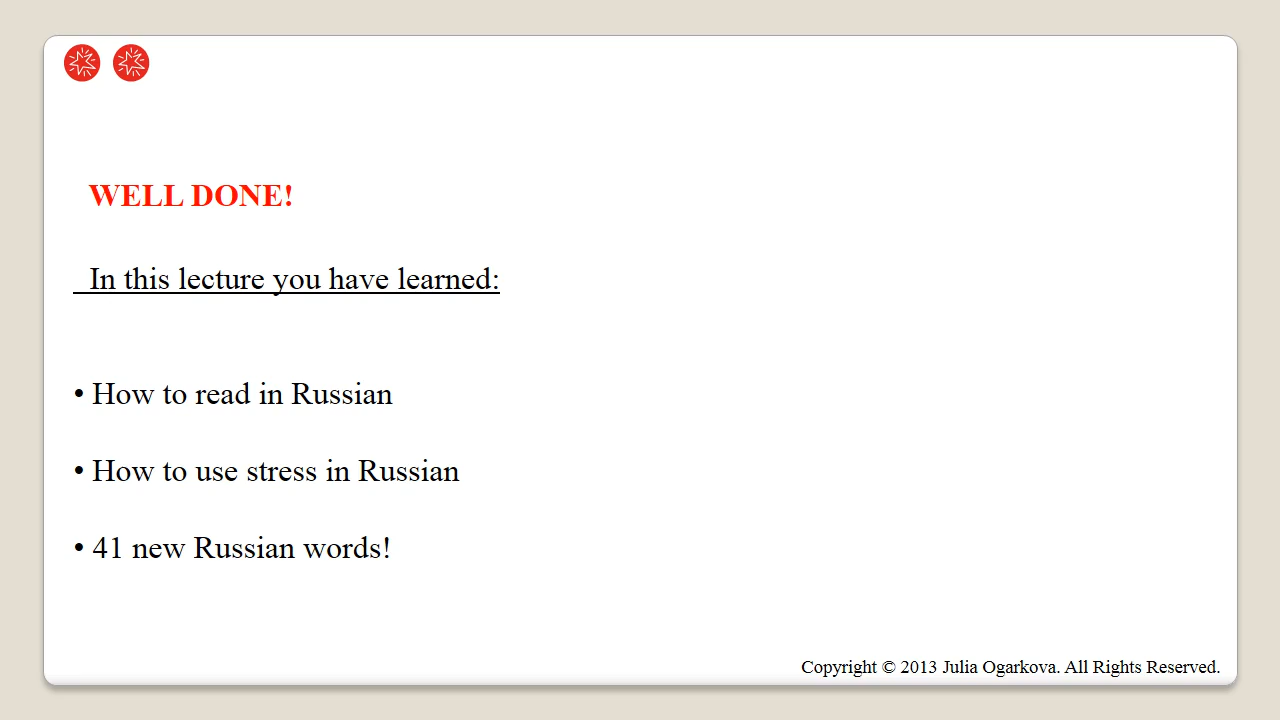 WELL DONE!
In this lecture you have learned:
• How to read in Russian
• How to use stress in Russian
• 41 new Russian words!
Copyright © 2013 Julia Ogarkova. All Rights Reserved.